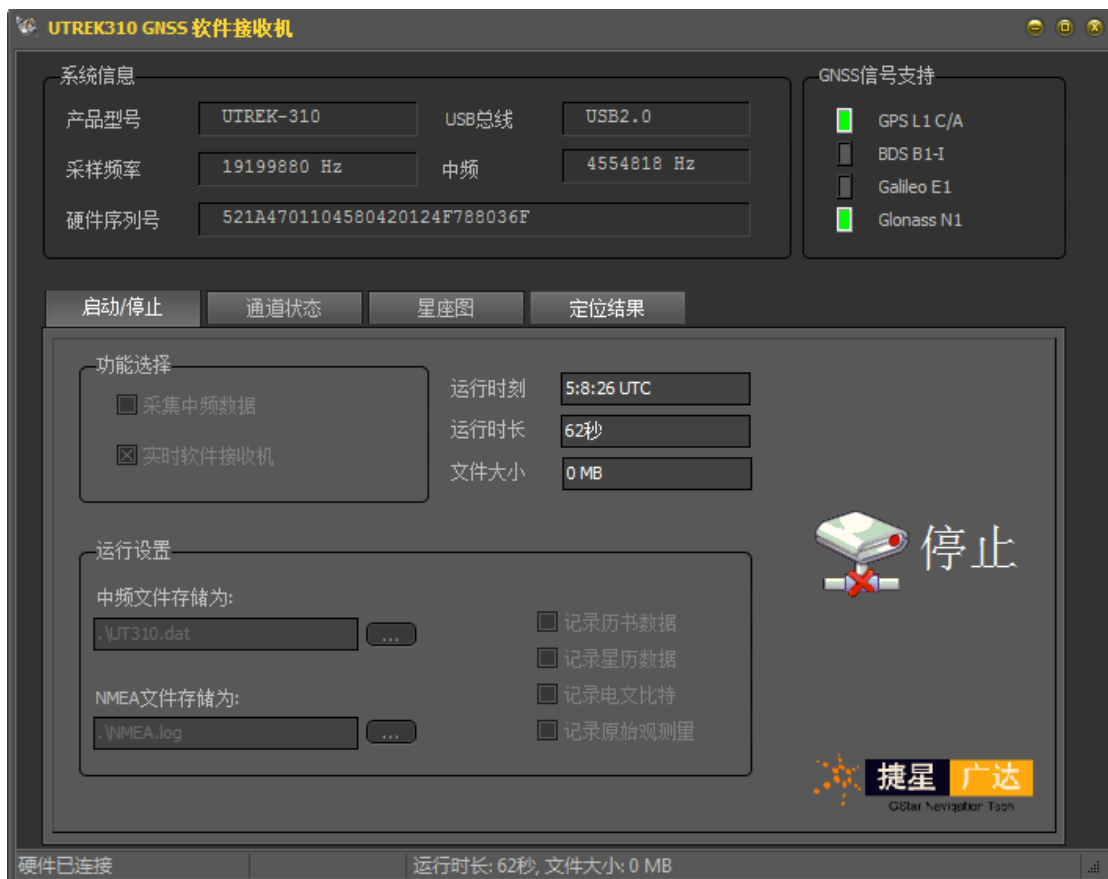 UTREK310 GNSS 软件接收机
系统信息
产品型号 UTREK-310 USB总线 USB2.0
采样频率 19199880 Hz 中频 4554818 Hz
硬件序列号 521A4701104580420124F788036F
GNSS信号支持
GPS L1 C/A
BDS B1-I
Galileo E1
Glonass N1
启动/停止 通道状态 星座图 定位结果
功能选择
采集中频数据
实时软件接收机
运行时刻 5:8:26 UTC
运行时长 62秒
文件大小 0 MB
停止
运行设置
中频文件存储为:
.\UT310.dat ...
NMEA文件存储为:
.\NMEA.log ...
记录历书数据
记录星历数据
记录电文比特
记录原始观测量
捷星 广达
GStar Navigation Tech
硬件已连接 运行时长: 62秒, 文件大小: 0 MB